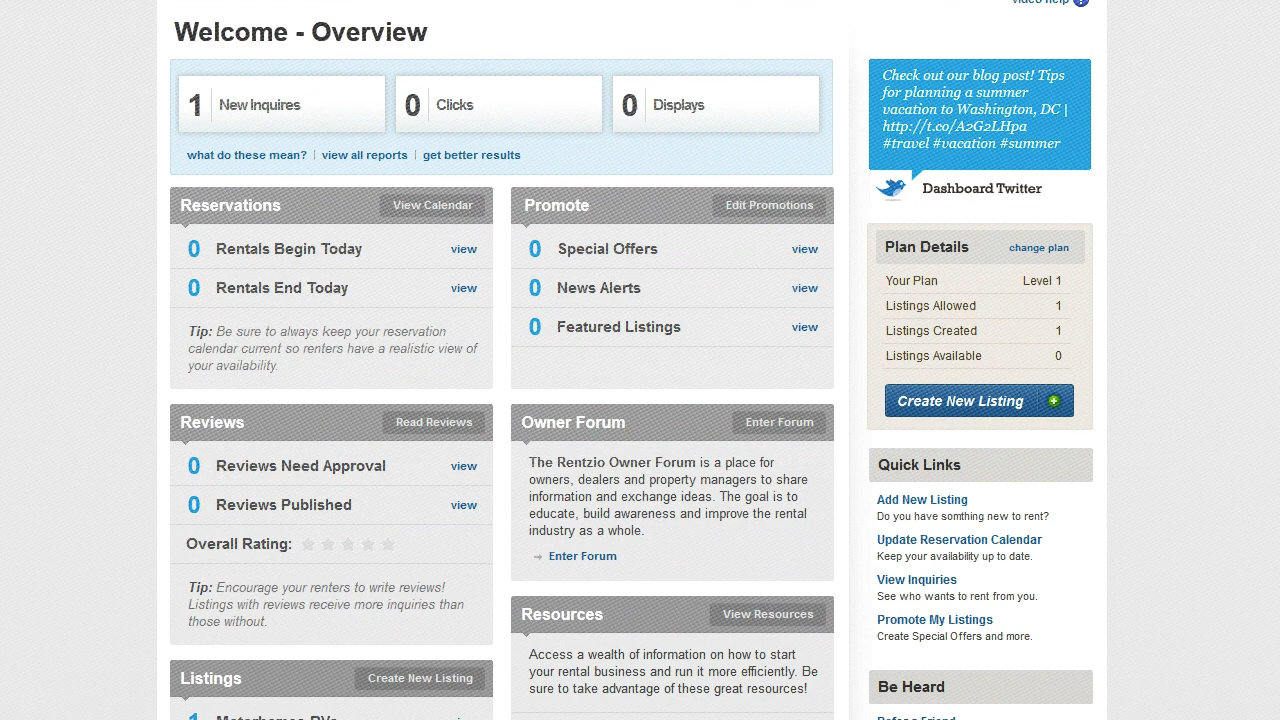 video help ?
Welcome - Overview
1 New Inquires
0 Clicks
0 Displays
what do these mean? | view all reports | get better results
Check out our blog post! Tips
for planning a summer
vacation to Washington, DC |
http://t.co/A2G2LHpa
#travel #vacation #summer
Dashboard Twitter
Reservations View Calendar
0 Rentals Begin Today view
0 Rentals End Today view
Tip: Be sure to always keep your reservation
calendar current so renters have a realistic view of
your availability.
Promote Edit Promotions
0 Special Offers view
0 News Alerts view
0 Featured Listings view
Plan Details change plan
Your Plan Level 1
Listings Allowed 1
Listings Created 1
Listings Available 0
Create New Listing
Reviews Read Reviews
0 Reviews Need Approval view
0 Reviews Published view
Overall Rating:
Tip: Encourage your renters to write reviews!
Listings with reviews receive more inquiries than
those without.
Owner Forum Enter Forum
The Rentzio Owner Forum is a place for
owners, dealers and property managers to share
information and exchange ideas. The goal is to
educate, build awareness and improve the rental
industry as a whole.
→ Enter Forum
Quick Links
Add New Listing
Do you have somthing new to rent?
Update Reservation Calendar
Keep your availability up to date.
View Inquiries
See who wants to rent from you.
Promote My Listings
Create Special Offers and more.
Resources View Resources
Access a wealth of information on how to start
your rental business and run it more efficiently. Be
sure to take advantage of these great resources!
Listings Create New Listing
1 Motorhomes RVs
Be Heard
Refer a Friend